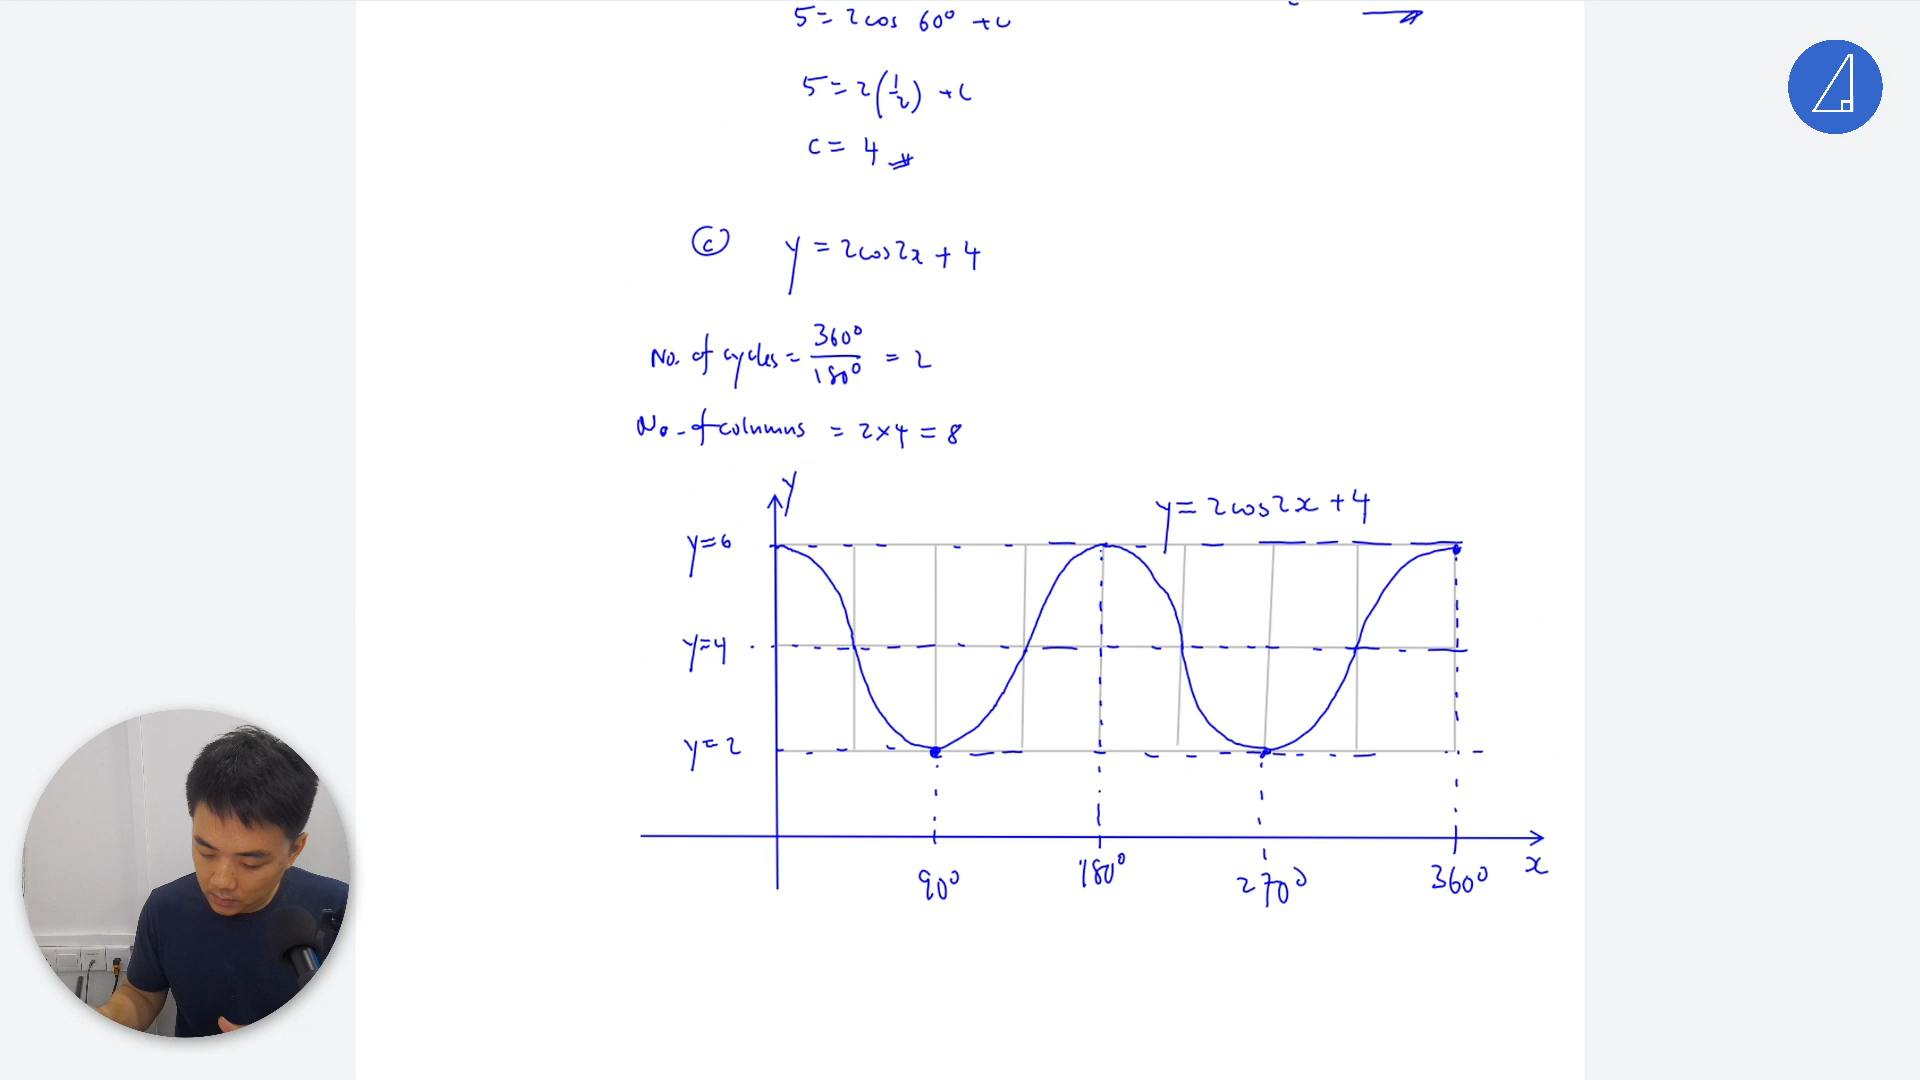 5 = 2cos 60° + c
5 = 2(1/2) + c
c = 4
(c) y = 2cos2x + 4
No. of cycles = 360°/180° = 2
No. of columns = 2×4 = 8
y
y = 2cos2x + 4
y=6
y=4
y=2
90° 180° 270° 360° x